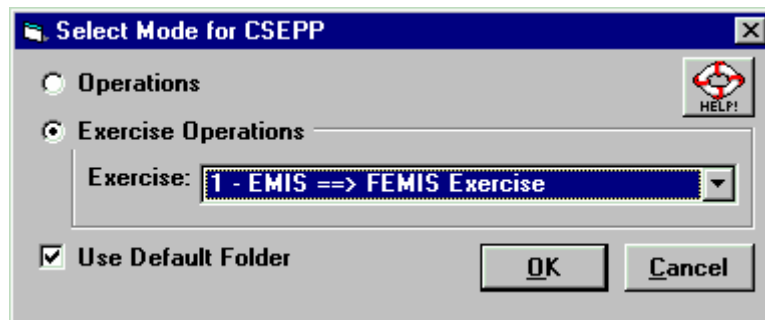 Select Mode for CSEPP
Operations
HELP!
Exercise Operations
Exercise: 1 - EMIS ==> FEMIS Exercise
Use Default Folder
OK
Cancel